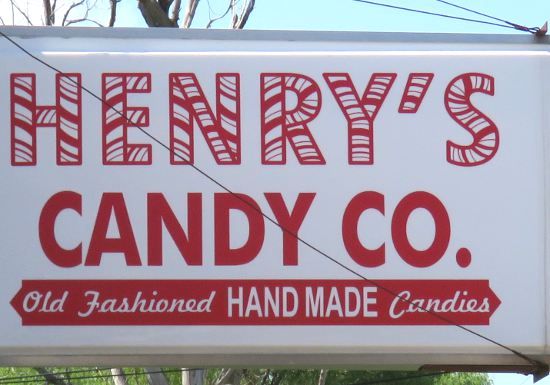 HENRY'S
CANDY CO.
Old Fashioned HAND MADE Candies